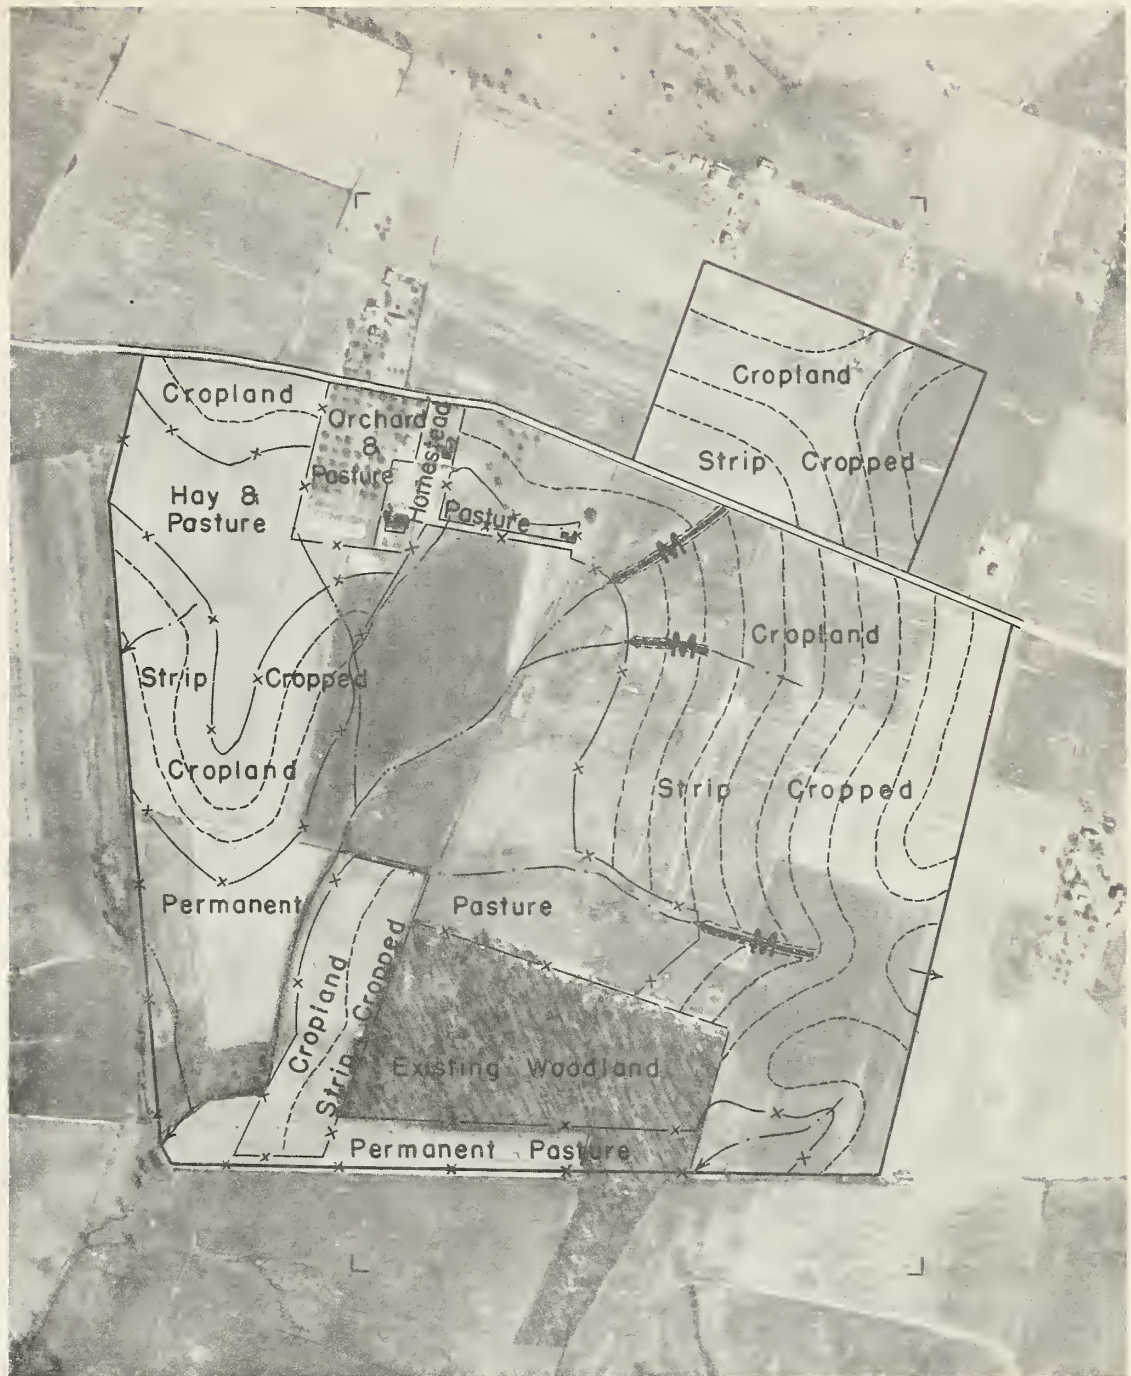 Cropland
Strip Cropped
Cropland
Orchard
&
Pasture
Homestead
Hay &
Pasture
Pasture
Cropland
Strip Cropped
Cropland
Strip Cropped
Permanent Pasture
Cropland
Strip Cropped
Existing Woodland
Permanent Pasture